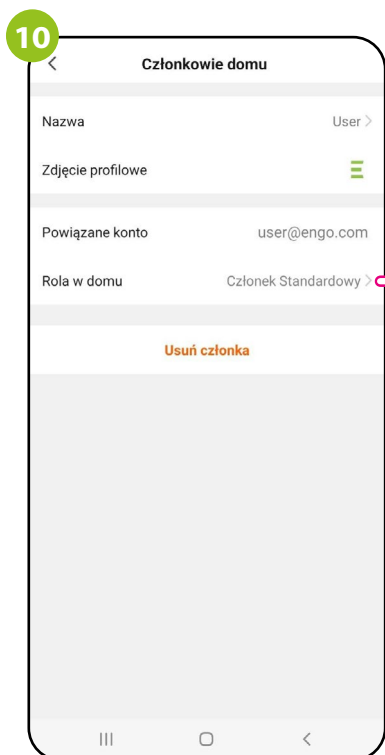 10
Członkowie domu
Nazwa User
Zdjęcie profilowe
Powiązane konto user@engo.com
Rola w domu Członek Standardowy
Usuń członka